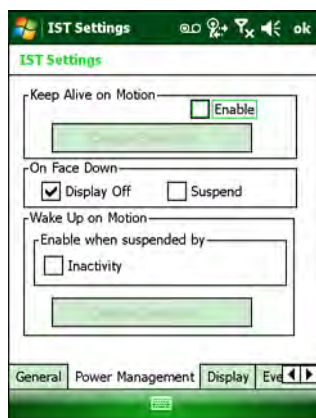 IST Settings
ok
IST Settings
Keep Alive on Motion
Enable
On Face Down
Display Off
Suspend
Wake Up on Motion
Enable when suspended by
Inactivity
General
Power Management
Display
Eve